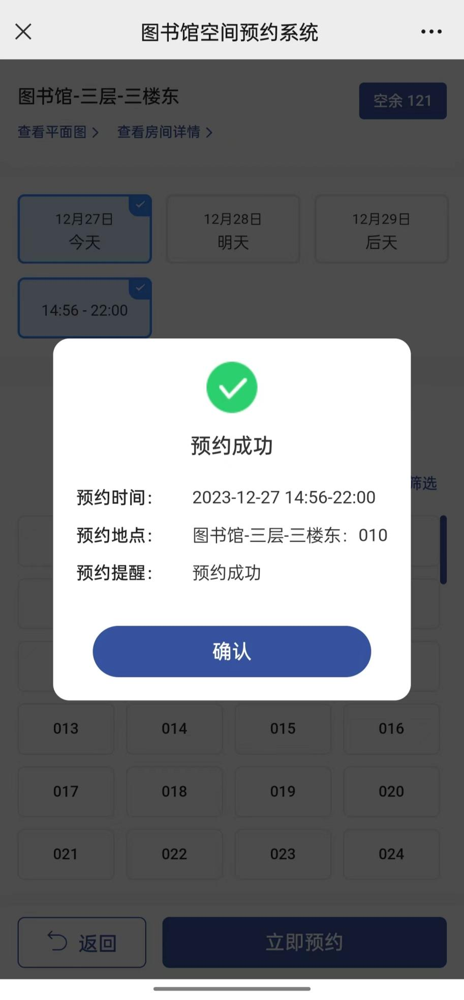 图书馆空间预约系统
图书馆-三层-三楼东
空余 121
查看平面图
查看房间详情
12月27日
今天
12月28日
明天
12月29日
后天
14:56 - 22:00
筛选
预约成功
预约时间： 2023-12-27 14:56-22:00
预约地点： 图书馆-三层-三楼东：010
预约提醒： 预约成功
确认
013 014 015 016
017 018 019 020
021 022 023 024
返回
立即预约